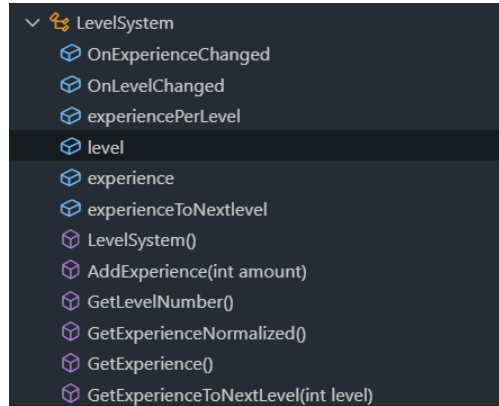 LevelSystem
OnExperienceChanged
OnLevelChanged
experiencePerLevel
level
experience
experienceToNextlevel
LevelSystem()
AddExperience(int amount)
GetLevelNumber()
GetExperienceNormalized()
GetExperience()
GetExperienceToNextLevel(int level)